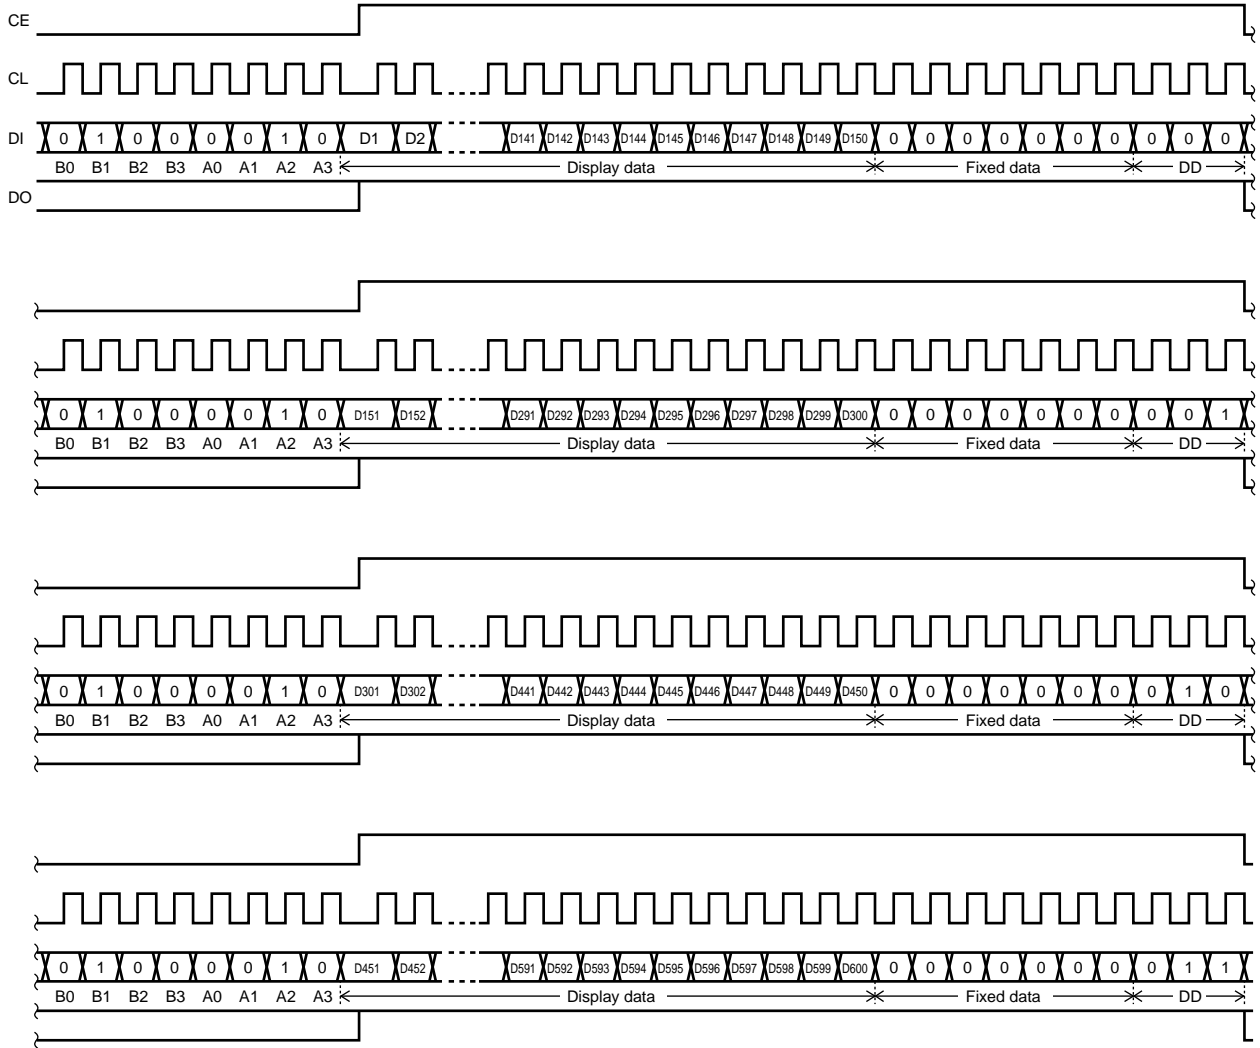 CE
CL
DI 0 1 0 0 0 0 1 0 D1 D2 D141 D142 D143 D144 D145 D146 D147 D148 D149 D150 0 0 0 0 0 0 0 0 0 0
B0 B1 B2 B3 A0 A1 A2 A3 Display data Fixed data DD
DO
0 1 0 0 0 0 1 0 D151 D152 D291 D292 D293 D294 D295 D296 D297 D298 D299 D300 0 0 0 0 0 0 0 0 0 1
B0 B1 B2 B3 A0 A1 A2 A3 Display data Fixed data DD
0 1 0 0 0 0 1 0 D301 D302 D441 D442 D443 D444 D445 D446 D447 D448 D449 D450 0 0 0 0 0 0 0 0 1 0
B0 B1 B2 B3 A0 A1 A2 A3 Display data Fixed data DD
0 1 0 0 0 0 1 0 D451 D452 D591 D592 D593 D594 D595 D596 D597 D598 D599 D600 0 0 0 0 0 0 0 0 1 1
B0 B1 B2 B3 A0 A1 A2 A3 Display data Fixed data DD